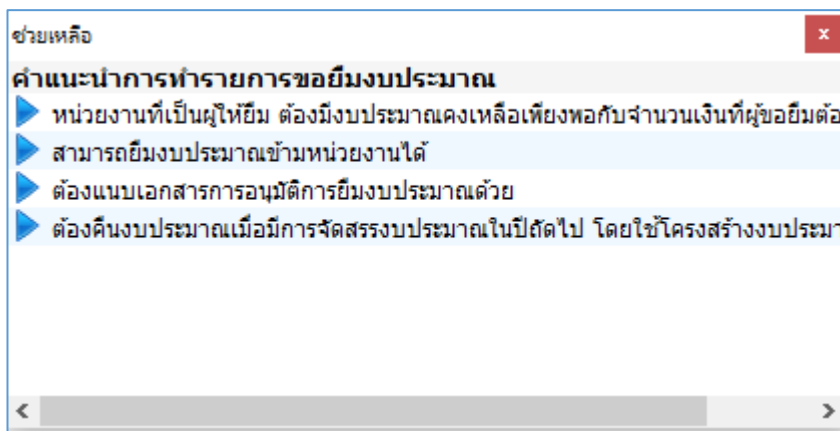 ช่วยเหลือ
คำแนะนำการทำรายการขอยืมงบประมาณ
หน่วยงานที่เป็นผู้ให้ยืม ต้องมีงบประมาณคงเหลือเพียงพอกับจำนวนเงินที่ผู้ขอยืมต้อ
สามารถยืมงบประมาณข้ามหน่วยงานได้
ต้องแนบเอกสารการอนุมัติการยืมงบประมาณด้วย
ต้องคืนงบประมาณเมื่อมีการจัดสรรงบประมาณในปีถัดไป โดยใช้โครงสร้างงบประมา